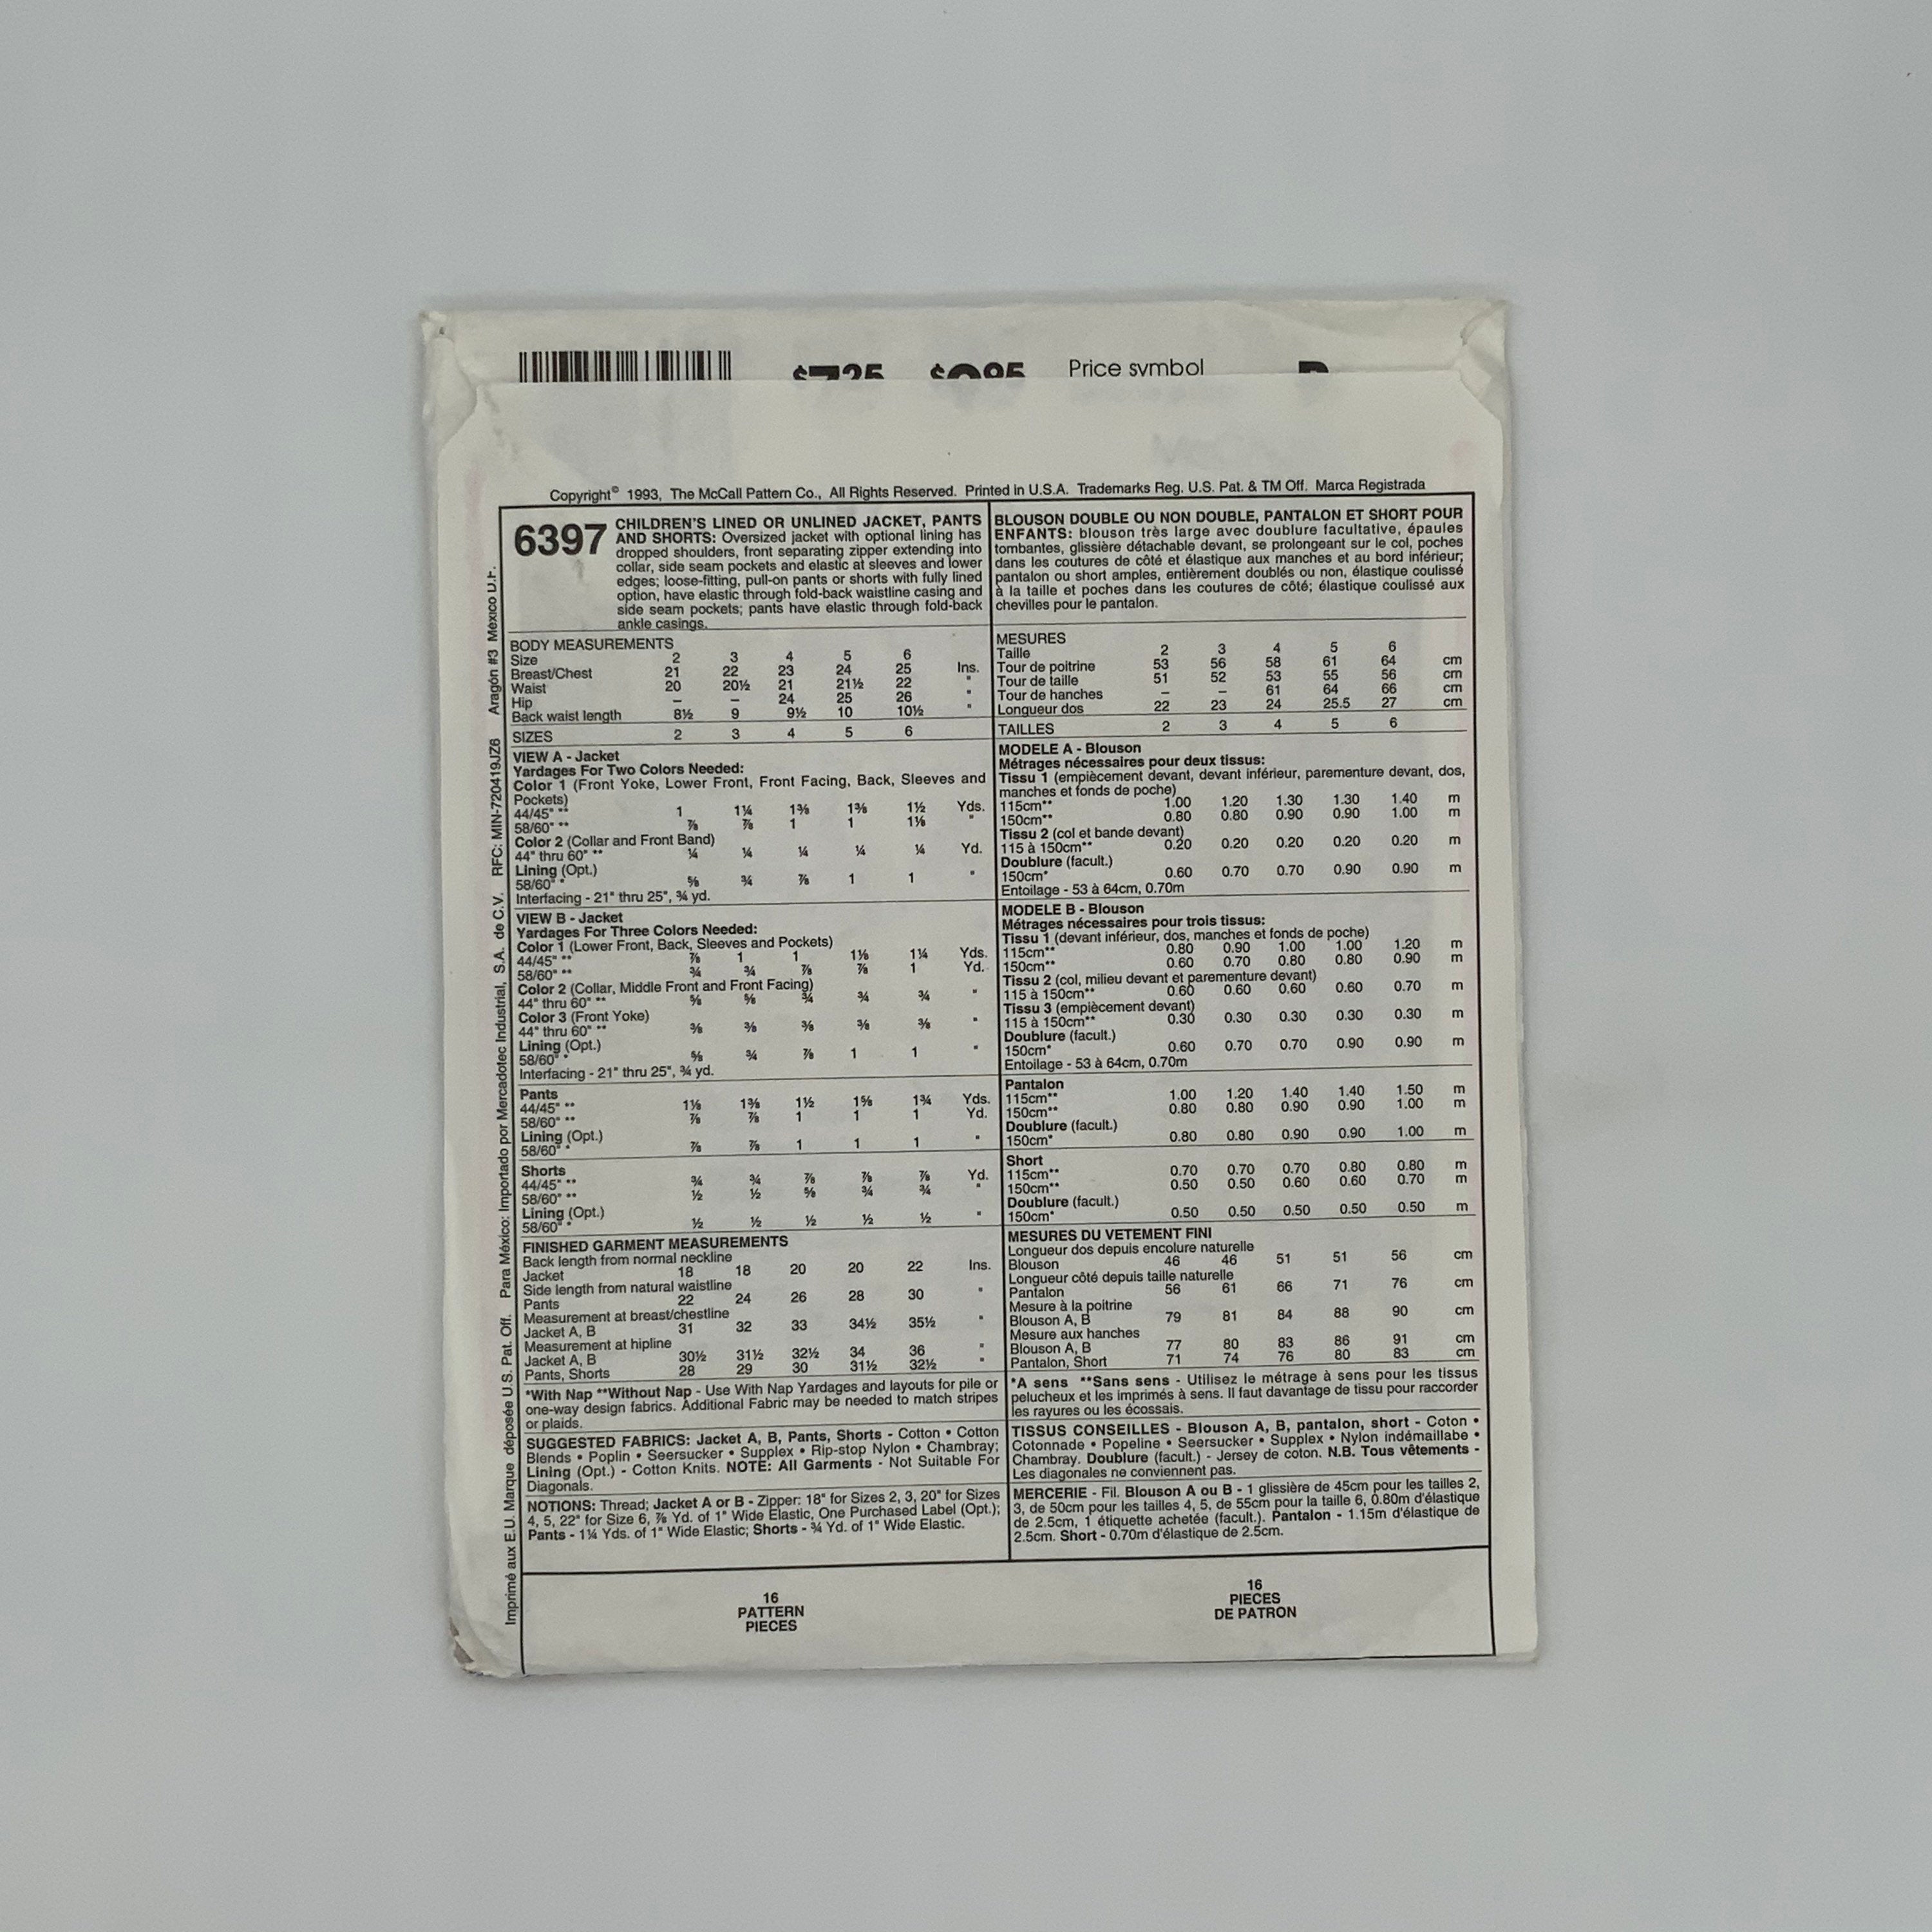 Price symbol
Copyright© 1993, The McCall Pattern Co., All Rights Reserved. Printed in U.S.A. Trademarks Reg. U.S. Pat. & TM Off. Marca Registrada
6397
CHILDREN'S LINED OR UNLINED JACKET, PANTS
AND SHORTS: Oversized jacket with optional lining has
dropped shoulders, front separating zipper extending into
collar, side seam pockets and elastic at sleeves and lower
edges; loose-fitting, pull-on pants or shorts with fully lined
option, have elastic through fold-back waistline casing and
side seam pockets; pants have elastic through fold-back
ankle casings.
BODY MEASUREMENTS
Size 2 3 4 5 6
Breast/Chest 21 22 23 24 25 Ins.
Waist 20 20½ 21 21½ 22 "
Hip – – 24 25 26 "
Back waist length 8½ 9 9½ 10 10½ "
SIZES 2 3 4 5 6
VIEW A - Jacket
Yardages For Two Colors Needed:
Color 1 (Front Yoke, Lower Front, Front Facing, Back, Sleeves and
Pockets)
44/45" ** 1 1¼ 1⅜ 1⅜ 1½ Yds.
58/60" ** ⅞ ⅞ 1 1 1⅛ "
Color 2 (Collar and Front Band)
44" thru 60" ** ¼ ¼ ¼ ¼ ¼ Yd.
Lining (Opt.)
58/60" * ⅝ ¾ ⅞ 1 1 "
Interfacing - 21" thru 25", ¾ yd.
VIEW B - Jacket
Yardages For Three Colors Needed:
Color 1 (Lower Front, Back, Sleeves and Pockets)
44/45" ** ⅞ 1 1 1⅛ 1¼ Yds.
58/60" ** ¾ ¾ ⅞ ⅞ 1 Yd.
Color 2 (Collar, Middle Front and Front Facing)
44" thru 60" ** ⅝ ⅝ ¾ ¾ ¾ "
Color 3 (Front Yoke)
44" thru 60" ** ⅜ ⅜ ⅜ ⅜ ⅜ "
Lining (Opt.)
58/60" * ⅝ ¾ ⅞ 1 1 "
Interfacing - 21" thru 25", ¾ yd.
Pants
44/45" ** 1⅛ 1⅜ 1½ 1⅝ 1¾ Yds.
58/60" ** ⅞ ⅞ 1 1 1 Yd.
Lining (Opt.)
58/60" * ⅞ ⅞ 1 1 1 "
Shorts
44/45" ** ¾ ¾ ⅞ ⅞ ⅞ Yd.
58/60" ** ½ ½ ⅝ ¾ ¾ "
Lining (Opt.)
58/60" * ½ ½ ½ ½ ½ "
FINISHED GARMENT MEASUREMENTS
Back length from normal neckline
Jacket 18 18 20 20 22 Ins.
Side length from natural waistline
Pants 22 24 26 28 30 "
Measurement at breast/chestline
Jacket A, B 31 32 33 34½ 35½ "
Measurement at hipline
Jacket A, B 30½ 31½ 32½ 34 36 "
Pants, Shorts 28 29 30 31½ 32½ "
*With Nap **Without Nap - Use With Nap Yardages and layouts for pile or
one-way design fabrics. Additional Fabric may be needed to match stripes
or plaids.
SUGGESTED FABRICS: Jacket A, B, Pants, Shorts - Cotton • Cotton
Blends • Poplin • Seersucker • Supplex • Rip-stop Nylon • Chambray;
Lining (Opt.) - Cotton Knits. NOTE: All Garments - Not Suitable For
Diagonals.
NOTIONS: Thread; Jacket A or B - Zipper: 18" for Sizes 2, 3, 20" for Sizes
4, 5, 22" for Size 6, ⅞ Yd. of 1" Wide Elastic, One Purchased Label (Opt.);
Pants - 1¼ Yds. of 1" Wide Elastic; Shorts - ¾ Yd. of 1" Wide Elastic.
16
PATTERN
PIECES
BLOUSON DOUBLE OU NON DOUBLE, PANTALON ET SHORT POUR
ENFANTS: blouson très large avec doublure facultative, épaules
tombantes, glissière détachable devant, se prolongeant sur le col, poches
dans les coutures de côté et élastique aux manches et au bord inférieur;
pantalon ou short amples, entièrement doublés ou non, élastique coulissé
à la taille et poches dans les coutures de côté; élastique coulissé aux
chevilles pour le pantalon.
MESURES
Taille 2 3 4 5 6
Tour de poitrine 53 56 58 61 64 cm
Tour de taille 51 52 53 55 56 cm
Tour de hanches – – 61 64 66 cm
Longueur dos 22 23 24 25.5 27 cm
TAILLES 2 3 4 5 6
MODELE A - Blouson
Métrages nécessaires pour deux tissus:
Tissu 1 (empiècement devant, devant inférieur, parementure devant, dos,
manches et fonds de poche)
115cm** 1.00 1.20 1.30 1.30 1.40 m
150cm** 0.80 0.80 0.90 0.90 1.00 m
Tissu 2 (col et bande devant)
115 à 150cm** 0.20 0.20 0.20 0.20 0.20 m
Doublure (facult.)
150cm* 0.60 0.70 0.70 0.90 0.90 m
Entoilage - 53 à 64cm, 0.70m
MODELE B - Blouson
Métrages nécessaires pour trois tissus:
Tissu 1 (devant inférieur, dos, manches et fonds de poche)
115cm** 0.80 0.90 1.00 1.00 1.20 m
150cm** 0.60 0.70 0.80 0.80 0.90 m
Tissu 2 (col, milieu devant et parementure devant)
115 à 150cm** 0.60 0.60 0.60 0.60 0.70 m
Tissu 3 (empiècement devant)
115 à 150cm** 0.30 0.30 0.30 0.30 0.30 m
Doublure (facult.)
150cm* 0.60 0.70 0.70 0.90 0.90 m
Entoilage - 53 à 64cm, 0.70m
Pantalon
115cm** 1.00 1.20 1.40 1.40 1.50 m
150cm** 0.80 0.80 0.90 0.90 1.00 m
Doublure (facult.)
150cm* 0.80 0.80 0.90 0.90 1.00 m
Short
115cm** 0.70 0.70 0.70 0.80 0.80 m
150cm** 0.50 0.50 0.60 0.60 0.70 m
Doublure (facult.)
150cm* 0.50 0.50 0.50 0.50 0.50 m
MESURES DU VETEMENT FINI
Longueur dos depuis encolure naturelle
Blouson 46 46 51 51 56 cm
Longueur côté depuis taille naturelle
Pantalon 56 61 66 71 76 cm
Mesure à la poitrine
Blouson A, B 79 81 84 88 90 cm
Mesure aux hanches
Blouson A, B 77 80 83 86 91 cm
Pantalon, Short 71 74 76 80 83 cm
*A sens **Sans sens - Utilisez le métrage à sens pour les tissus
pelucheux et les imprimés à sens. Il faut davantage de tissu pour raccorder
les rayures ou les écossais.
TISSUS CONSEILLES - Blouson A, B, pantalon, short - Coton •
Cotonnade • Popeline • Seersucker • Supplex • Nylon indémaillabe •
Chambray. Doublure (facult.) - Jersey de coton. N.B. Tous vêtements -
Les diagonales ne conviennent pas.
MERCERIE - Fil. Blouson A ou B - 1 glissière de 45cm pour les tailles 2,
3, de 50cm pour les tailles 4, 5, de 55cm pour la taille 6, 0.80m d'élastique
de 2.5cm, 1 étiquette achetée (facult.). Pantalon - 1.15m d'élastique de
2.5cm. Short - 0.70m d'élastique de 2.5cm.
16
PIECES
DE PATRON
Imprimé aux E.U. Marque déposée U.S. Pat. Off. Para México: Importado por Mercadotec Industrial, S.A. de C.V. RFC: MIN-720419JZ6 Aragón #3 México D.F.